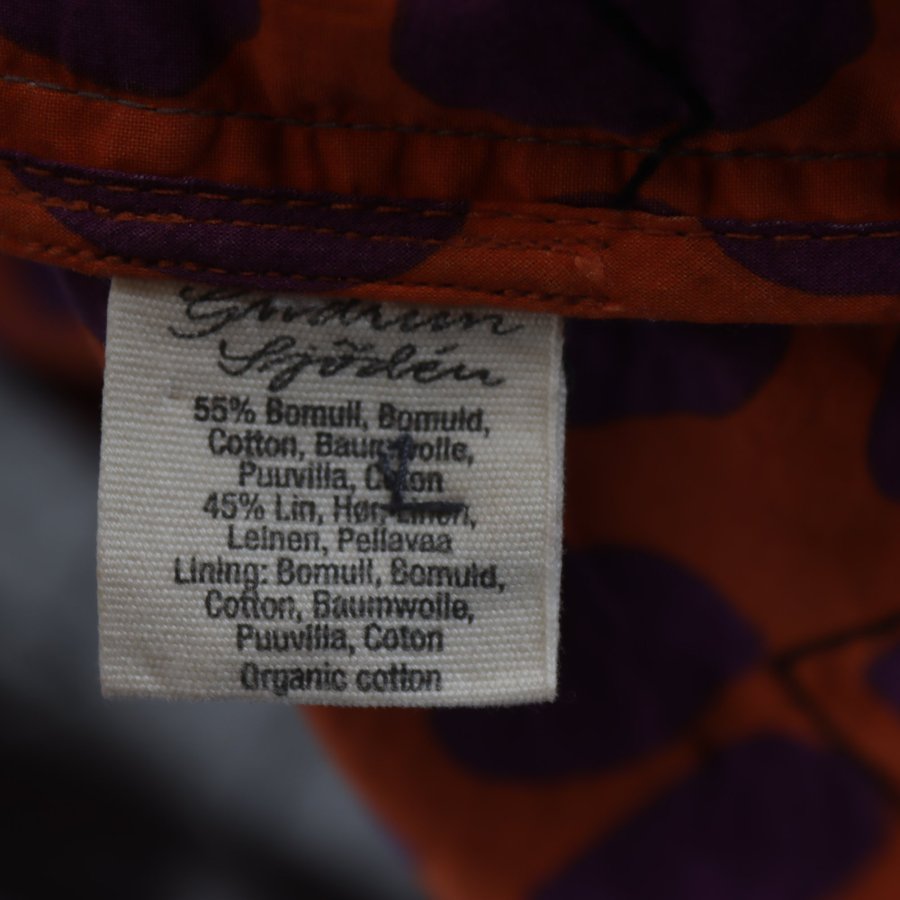 Gudrun
Sjödén
55% Bomull, Bomuld,
Cotton, Baumwolle,
Puuvilla, Coton
45% Lin, Hør, Linen,
Leinen, Pellavaa
Lining: Bomull, Bomuld,
Cotton, Baumwolle,
Puuvilla, Coton
Organic cotton